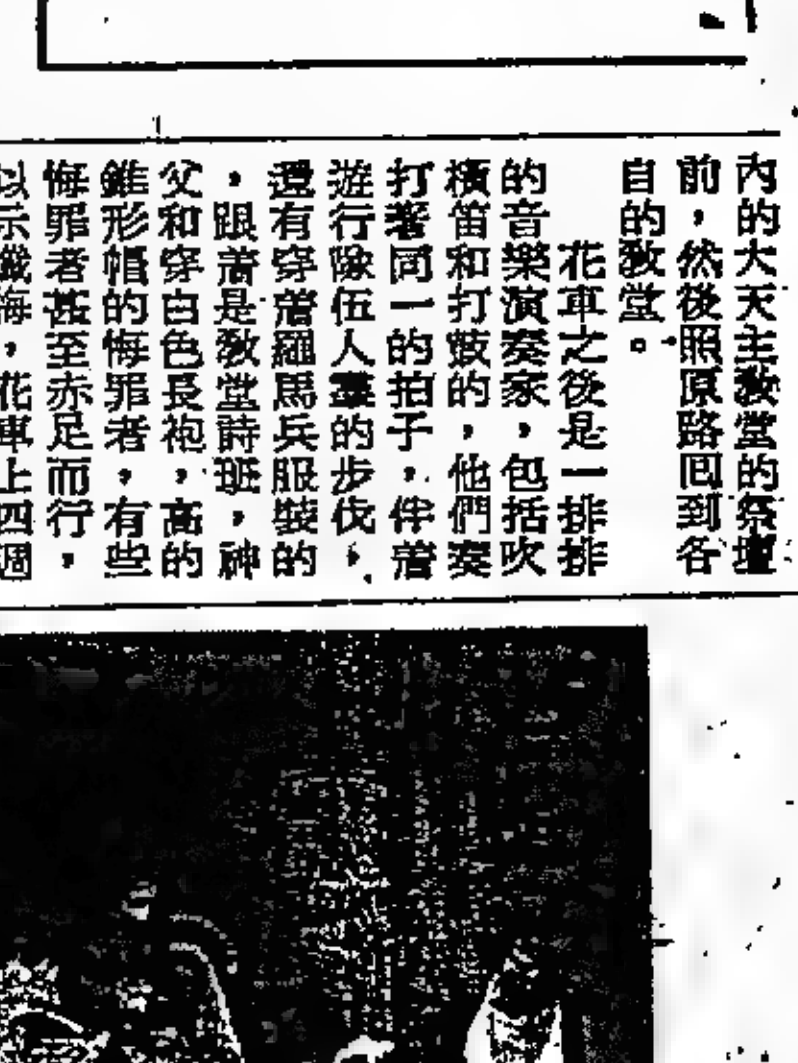 內的大天主教堂的祭壇
前，然後照原路囘到各
自的教堂。
花車之後是一排排
的音樂演奏家，包括吹
橫笛和打鼓的，他們奏
打著同一的拍子，伴着
遊行隊伍人羣的步伐，
還有穿着羅馬兵服裝的
，跟着是教堂詩班，神
父和穿白色長袍，高的
錐形帽的悔罪者，有些
悔罪者甚至赤足而行，
以示懺悔，花車上四週